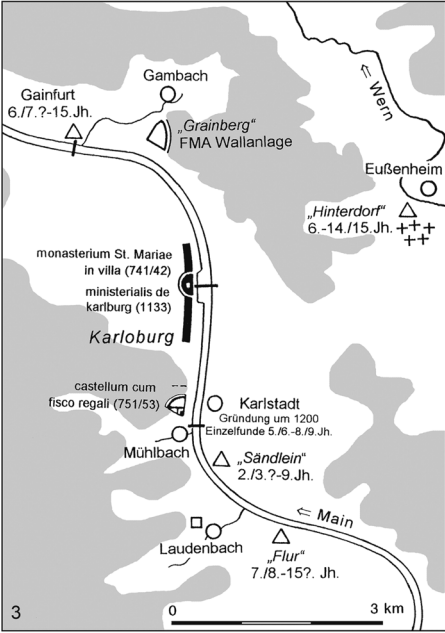 Gambach
Gainfurt
6./7.?-15.Jh.
„Grainberg“
FMA Wallanlage
⇐ Wern
Eußenheim
„Hinterdorf“
6.-14./15.Jh.
monasterium St. Mariae
in villa (741/42)
ministerialis de
karlburg (1133)
Karloburg
castellum cum
fisco regali (751/53)
Karlstadt
Gründung um 1200
Einzelfunde 5./6.-8./9.Jh.
Mühlbach
„Sändlein“
2./3.?-9.Jh.
⇐ Main
Laudenbach
„Flur“
7./8.-15?. Jh.
3
0 3 km